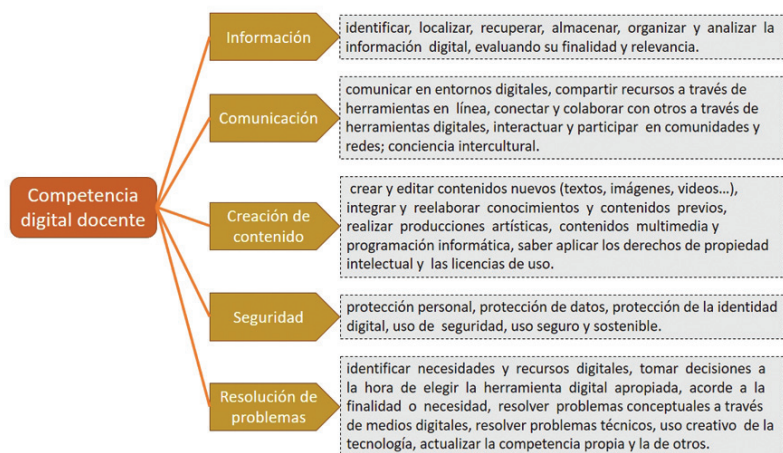 Competencia
digital docente
Información
identificar, localizar, recuperar, almacenar, organizar y analizar la
información digital, evaluando su finalidad y relevancia.
Comunicación
comunicar en entornos digitales, compartir recursos a través de
herramientas en línea, conectar y colaborar con otros a través de
herramientas digitales, interactuar y participar en comunidades y
redes; conciencia intercultural.
Creación de
contenido
crear y editar contenidos nuevos (textos, imágenes, videos...),
integrar y reelaborar conocimientos y contenidos previos,
realizar producciones artísticas, contenidos multimedia y
programación informática, saber aplicar los derechos de propiedad
intelectual y las licencias de uso.
Seguridad
protección personal, protección de datos, protección de la identidad
digital, uso de seguridad, uso seguro y sostenible.
Resolución de
problemas
identificar necesidades y recursos digitales, tomar decisiones a
la hora de elegir la herramienta digital apropiada, acorde a la
finalidad o necesidad, resolver problemas conceptuales a través
de medios digitales, resolver problemas técnicos, uso creativo de la
tecnología, actualizar la competencia propia y la de otros.